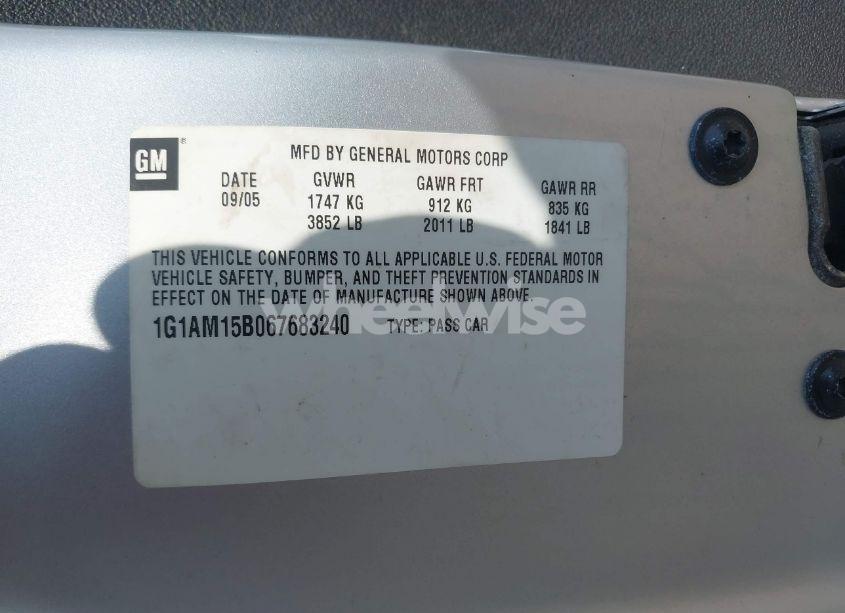 GM ®
MFD BY GENERAL MOTORS CORP
DATE GVWR GAWR FRT GAWR RR
09/05 1747 KG 912 KG 835 KG
3852 LB 2011 LB 1841 LB
THIS VEHICLE CONFORMS TO ALL APPLICABLE U.S. FEDERAL MOTOR
VEHICLE SAFETY, BUMPER, AND THEFT PREVENTION STANDARDS IN
EFFECT ON THE DATE OF MANUFACTURE SHOWN ABOVE.
1G1AM15B067683240 TYPE: PASS CAR
wheelwise